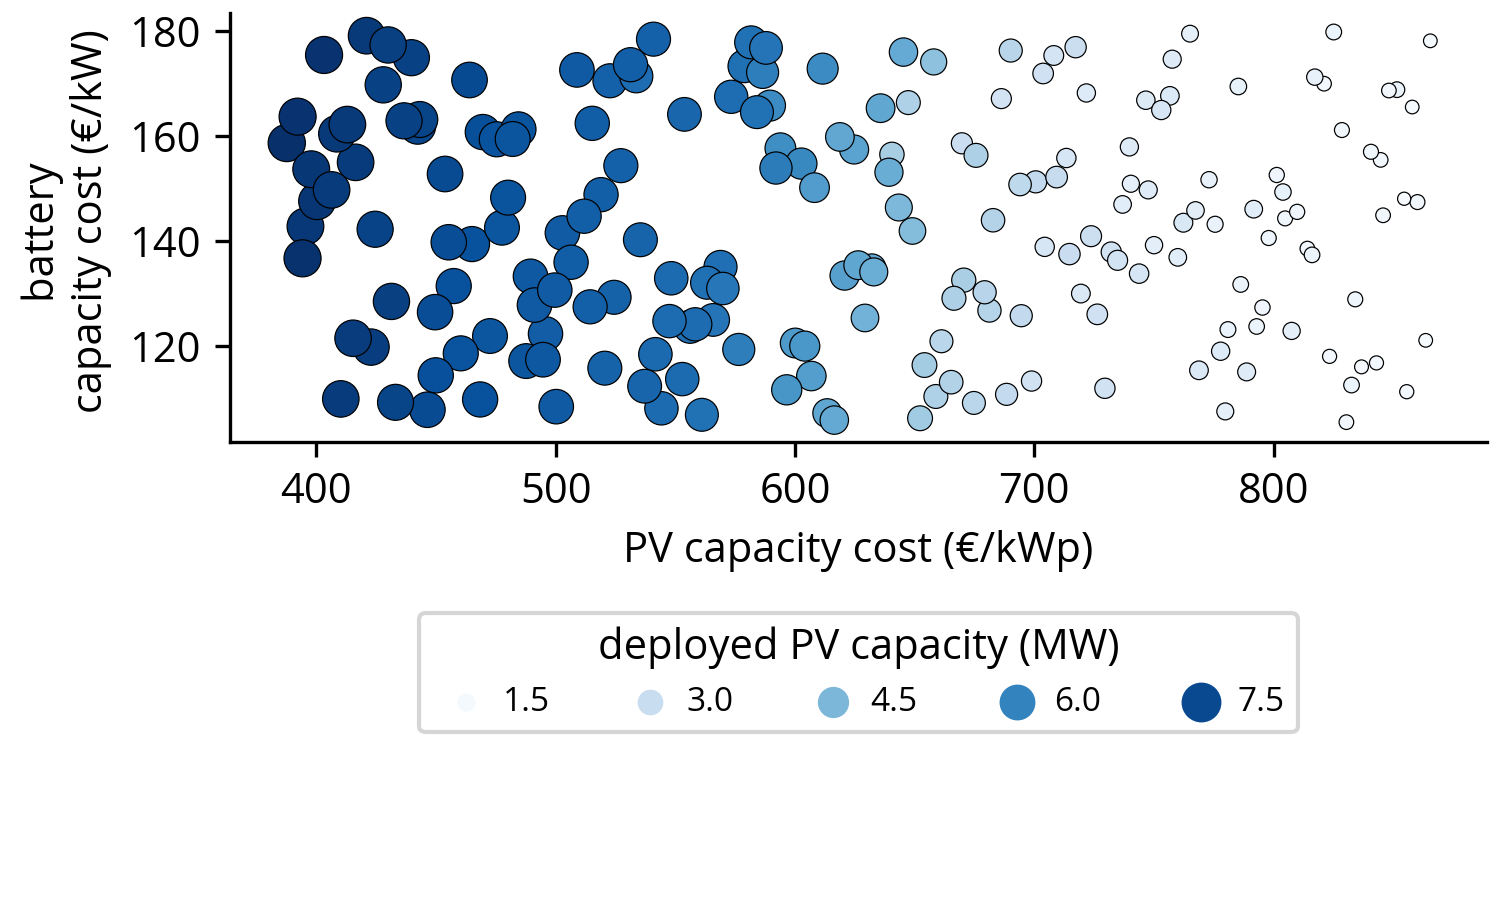 180
160
140
120
battery
capacity cost (€/kW)
400 500 600 700 800
PV capacity cost (€/kWp)
deployed PV capacity (MW)
1.5 3.0 4.5 6.0 7.5